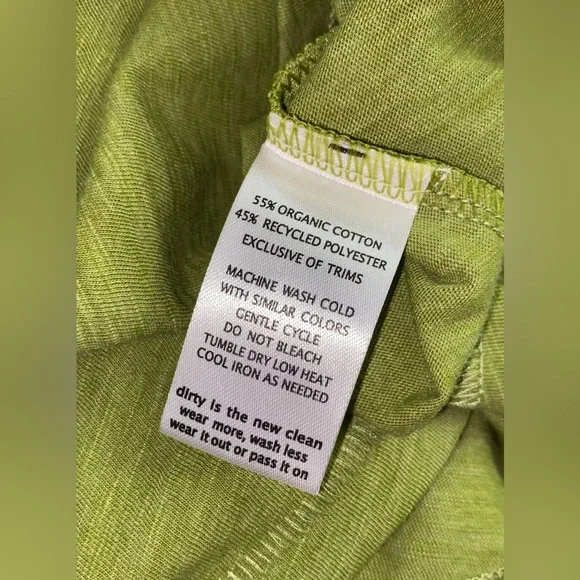 55% ORGANIC COTTON
45% RECYCLED POLYESTER
EXCLUSIVE OF TRIMS
MACHINE WASH COLD
WITH SIMILAR COLORS
GENTLE CYCLE
DO NOT BLEACH
TUMBLE DRY LOW HEAT
COOL IRON AS NEEDED
dirty is the new clean
wear more, wash less
wear it out or pass it on